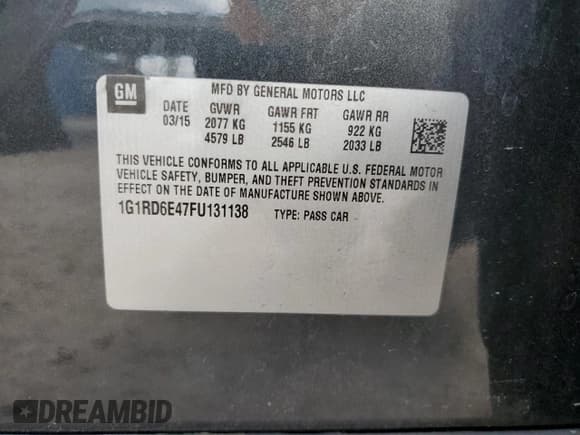 GM
MFD BY GENERAL MOTORS LLC
DATE GVWR GAWR FRT GAWR RR
03/15 2077 KG 1155 KG 922 KG
4579 LB 2546 LB 2033 LB
THIS VEHICLE CONFORMS TO ALL APPLICABLE U.S. FEDERAL MOTOR
VEHICLE SAFETY, BUMPER, AND THEFT PREVENTION STANDARDS IN
EFFECT ON THE DATE OF MANUFACTURE SHOWN ABOVE.
1G1RD6E47FU131138 TYPE: PASS CAR
DREAMBID